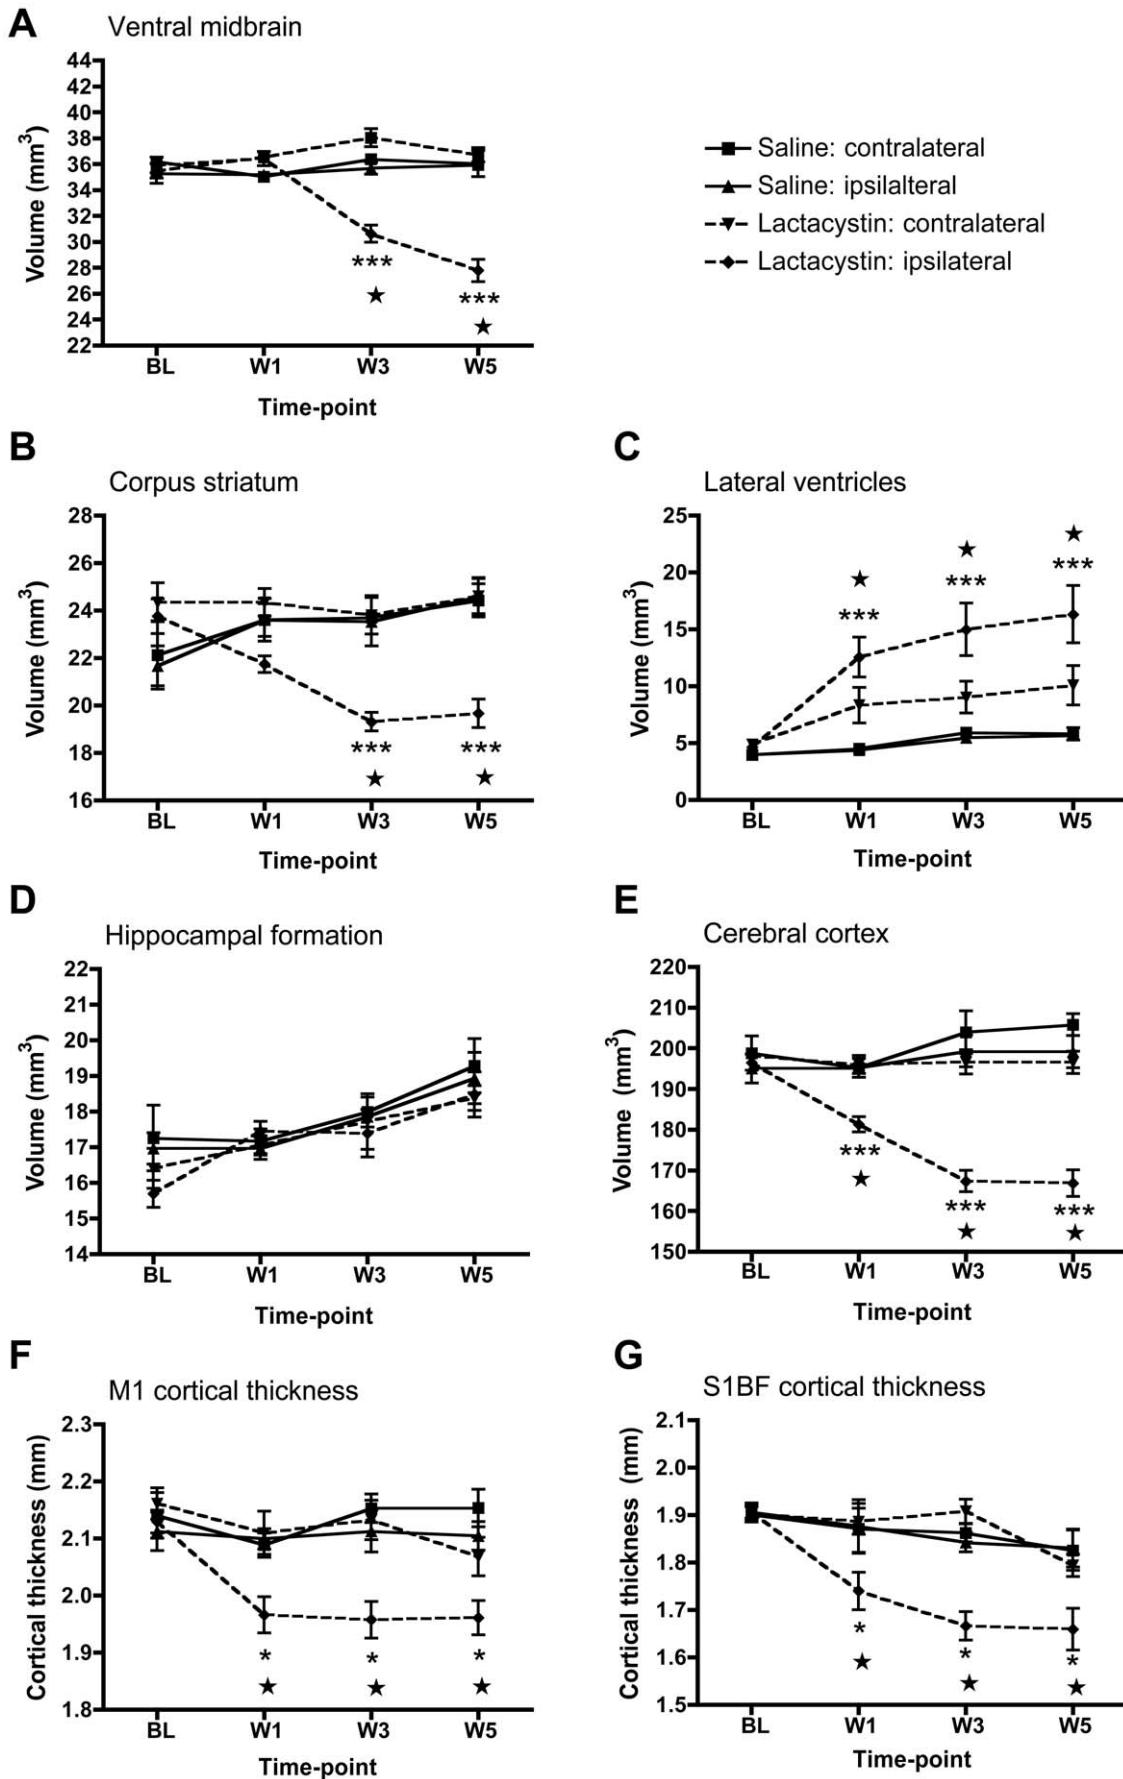 A
Ventral midbrain
Volume (mm³)
44
42
40
38
36
34
32
30
28
26
24
22
***
★
***
★
BL W1 W3 W5
Time-point
Saline: contralateral
Saline: ipsilalteral
Lactacystin: contralateral
Lactacystin: ipsilateral
B
Corpus striatum
Volume (mm³)
28
26
24
22
20
18
16
*** ***
★ ★
BL W1 W3 W5
Time-point
C
Lateral ventricles
Volume (mm³)
25
20
15
10
5
0
★ ★ ★
*** *** ***
BL W1 W3 W5
Time-point
D
Hippocampal formation
Volume (mm³)
22
21
20
19
18
17
16
15
14
BL W1 W3 W5
Time-point
E
Cerebral cortex
Volume (mm³)
220
210
200
190
180
170
160
150
*** *** ***
★ ★ ★
BL W1 W3 W5
Time-point
F
M1 cortical thickness
Cortical thickness (mm)
2.3
2.2
2.1
2.0
1.9
1.8
* * *
★ ★ ★
BL W1 W3 W5
Time-point
G
S1BF cortical thickness
Cortical thickness (mm)
2.1
2.0
1.9
1.8
1.7
1.6
1.5
* * *
★ ★ ★
BL W1 W3 W5
Time-point